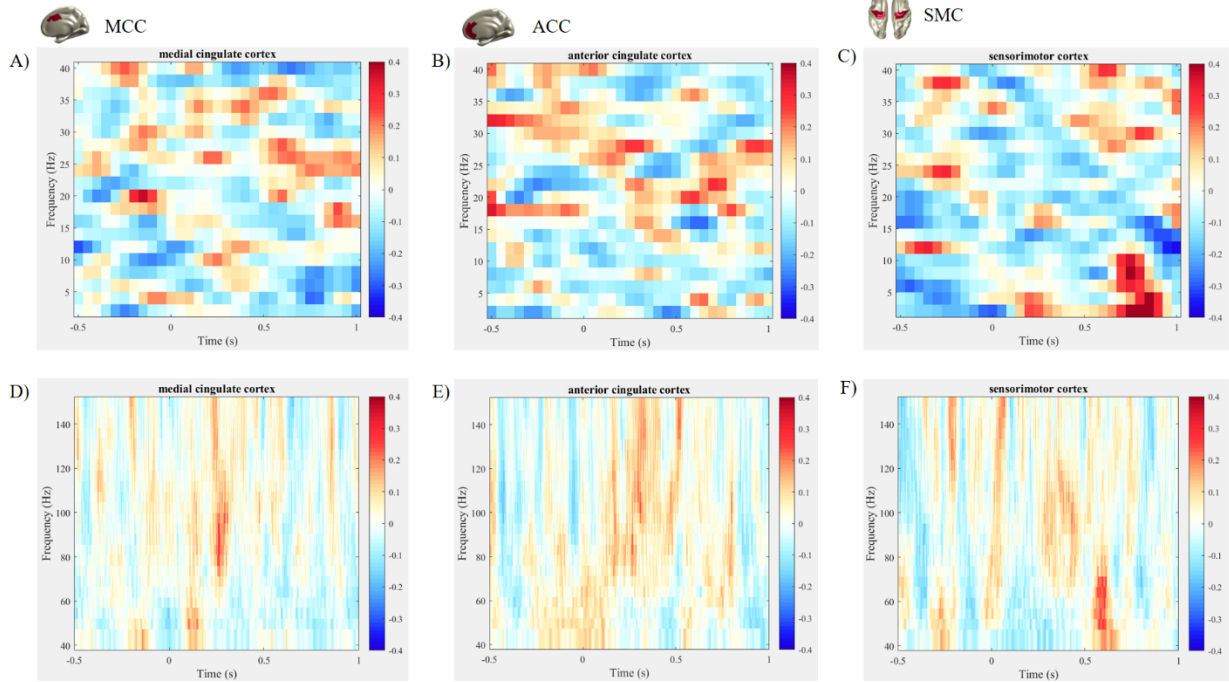 MCC
ACC
SMC
A)
medial cingulate cortex
Frequency (Hz)
40
35
30
25
20
15
10
5
-0.5 0 0.5 1
Time (s)
0.4
0.3
0.2
0.1
0
-0.1
-0.2
-0.3
-0.4
B)
anterior cingulate cortex
Frequency (Hz)
40
35
30
25
20
15
10
5
-0.5 0 0.5 1
Time (s)
0.4
0.3
0.2
0.1
0
-0.1
-0.2
-0.3
-0.4
C)
sensorimotor cortex
Frequency (Hz)
40
35
30
25
20
15
10
5
-0.5 0 0.5 1
Time (s)
0.4
0.3
0.2
0.1
0
-0.1
-0.2
-0.3
-0.4
D)
medial cingulate cortex
Frequency (Hz)
140
120
100
80
60
40
-0.5 0 0.5 1
Time (s)
0.4
0.3
0.2
0.1
0
-0.1
-0.2
-0.3
-0.4
E)
anterior cingulate cortex
Frequency (Hz)
140
120
100
80
60
40
-0.5 0 0.5 1
Time (s)
0.4
0.3
0.2
0.1
0
-0.1
-0.2
-0.3
-0.4
F)
sensorimotor cortex
Frequency (Hz)
140
120
100
80
60
40
-0.5 0 0.5 1
Time (s)
0.4
0.3
0.2
0.1
0
-0.1
-0.2
-0.3
-0.4